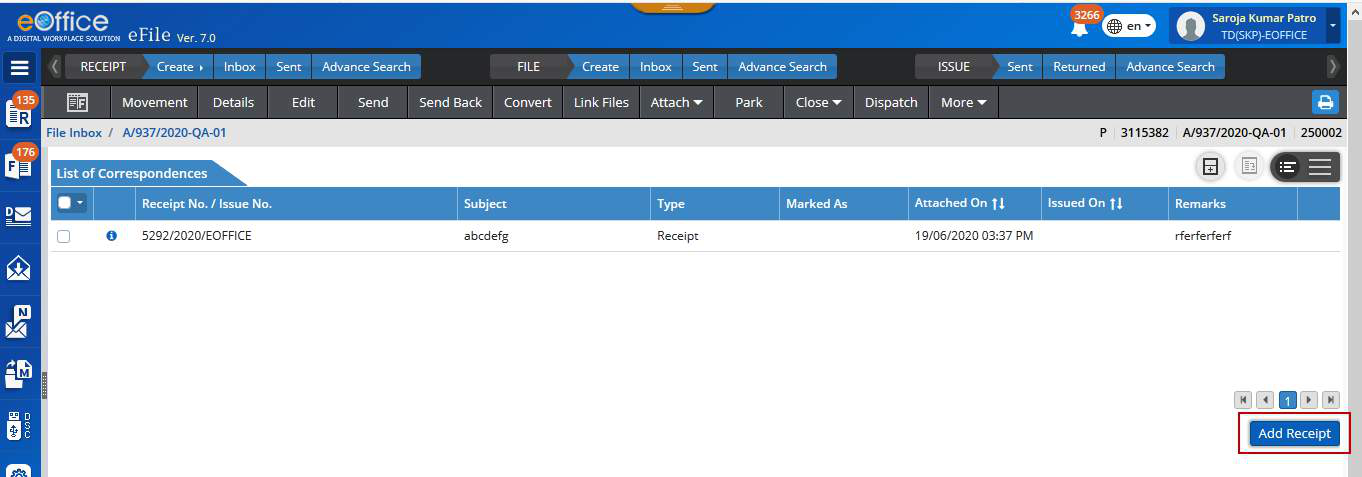 eOffice
A DIGITAL WORKPLACE SOLUTION eFile Ver. 7.0
3266
en
Saroja Kumar Patro
TD(SKP)-EOFFICE
RECEIPT Create Inbox Sent Advance Search FILE Create Inbox Sent Advance Search ISSUE Sent Returned Advance Search
135
R
F Movement Details Edit Send Send Back Convert Link Files Attach Park Close Dispatch More
File Inbox / A/937/2020-QA-01 P 3115382 A/937/2020-QA-01 250002
176
F
List of Correspondences
Receipt No. / Issue No. Subject Type Marked As Attached On Issued On Remarks
D
5292/2020/EOFFICE abcdefg Receipt 19/06/2020 03:37 PM rferferferf
N
M
1
DSC
Add Receipt